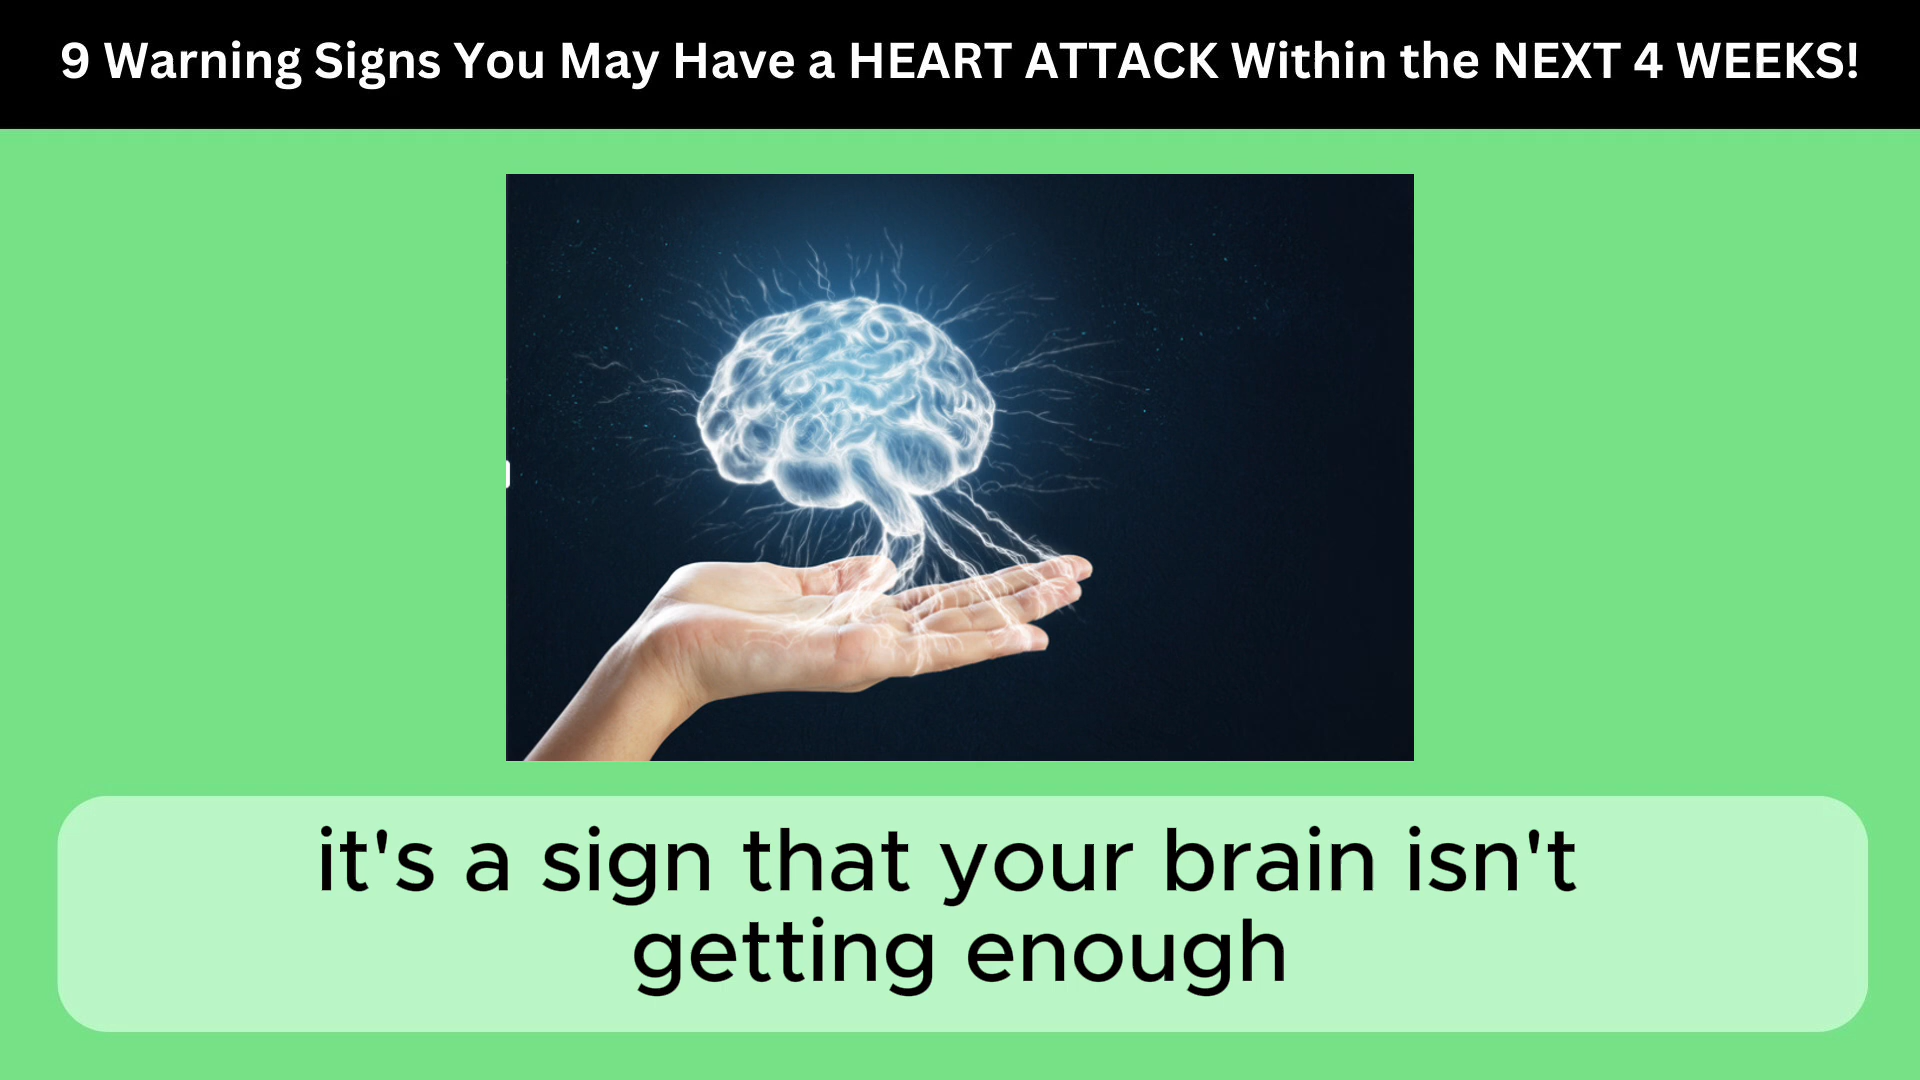 9 Warning Signs You May Have a HEART ATTACK Within the NEXT 4 WEEKS!
it's a sign that your brain isn't
getting enough